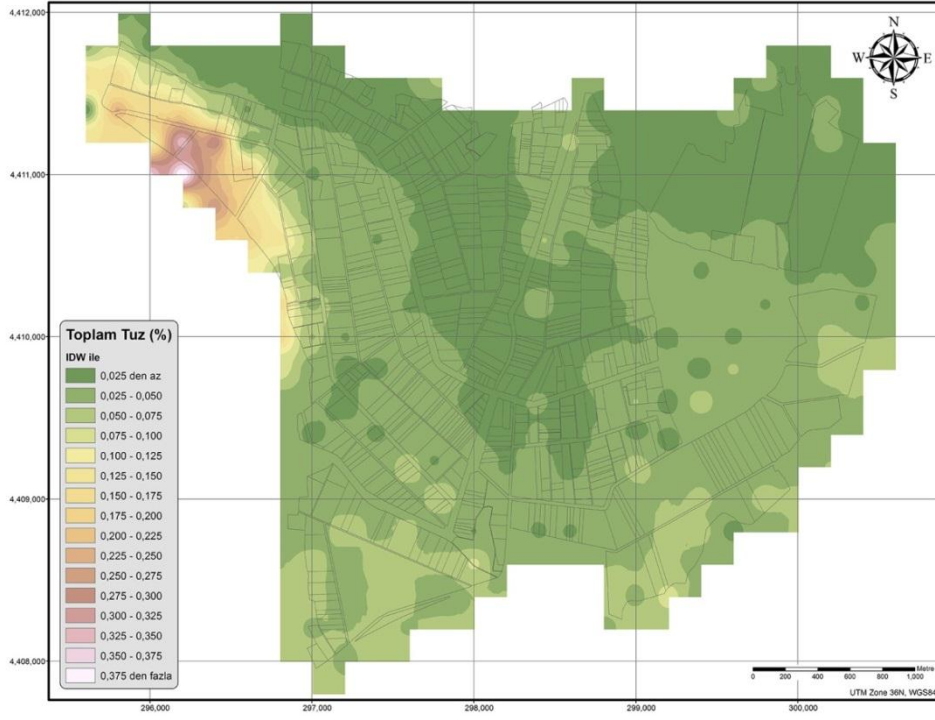 4,412,000
N
W
E
S
4,411,000
4,410,000
Toplam Tuz (%)
IDW ile
0,025 den az
0,025 - 0,050
0,050 - 0,075
0,075 - 0,100
0,100 - 0,125
0,125 - 0,150
0,150 - 0,175
0,175 - 0,200
0,200 - 0,225
0,225 - 0,250
0,250 - 0,275
0,275 - 0,300
0,300 - 0,325
0,325 - 0,350
0,350 - 0,375
0,375 den fazla
4,409,000
4,408,000
Metre
0 200 400 600 800 1,000
UTM Zone 36N, WGS84
296,000 297,000 298,000 299,000 300,000